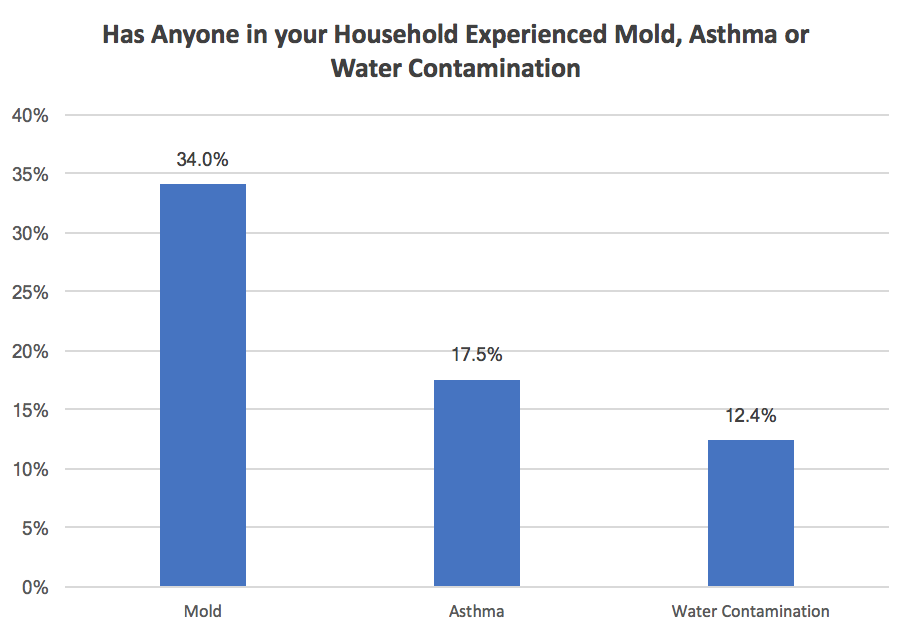 Has Anyone in your Household Experienced Mold, Asthma or
Water Contamination
40%
34.0%
35%
30%
25%
20%
17.5%
15%
12.4%
10%
5%
0%
Mold
Asthma
Water Contamination